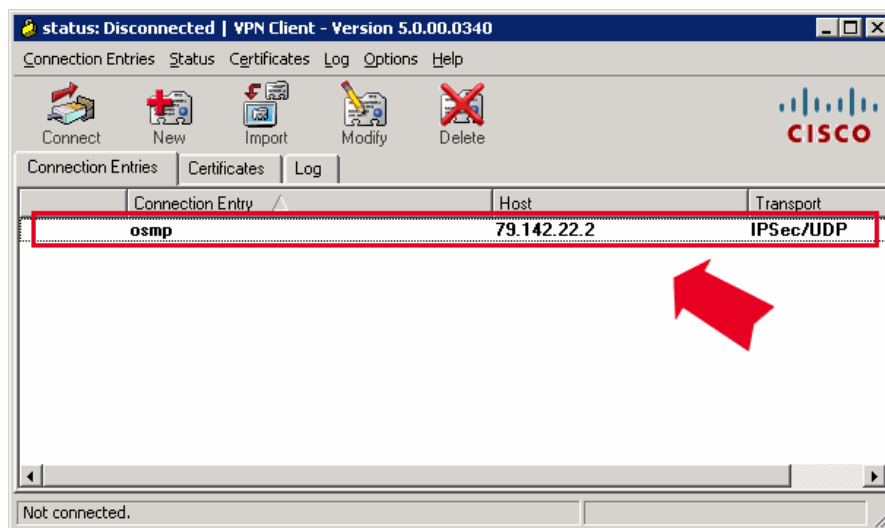 status: Disconnected | VPN Client - Version 5.0.00.0340
Connection Entries Status Certificates Log Options Help
Connect New Import Modify Delete
CISCO
Connection Entries Certificates Log
Connection Entry Host Transport
osmp 79.142.22.2 IPSec/UDP
Not connected.